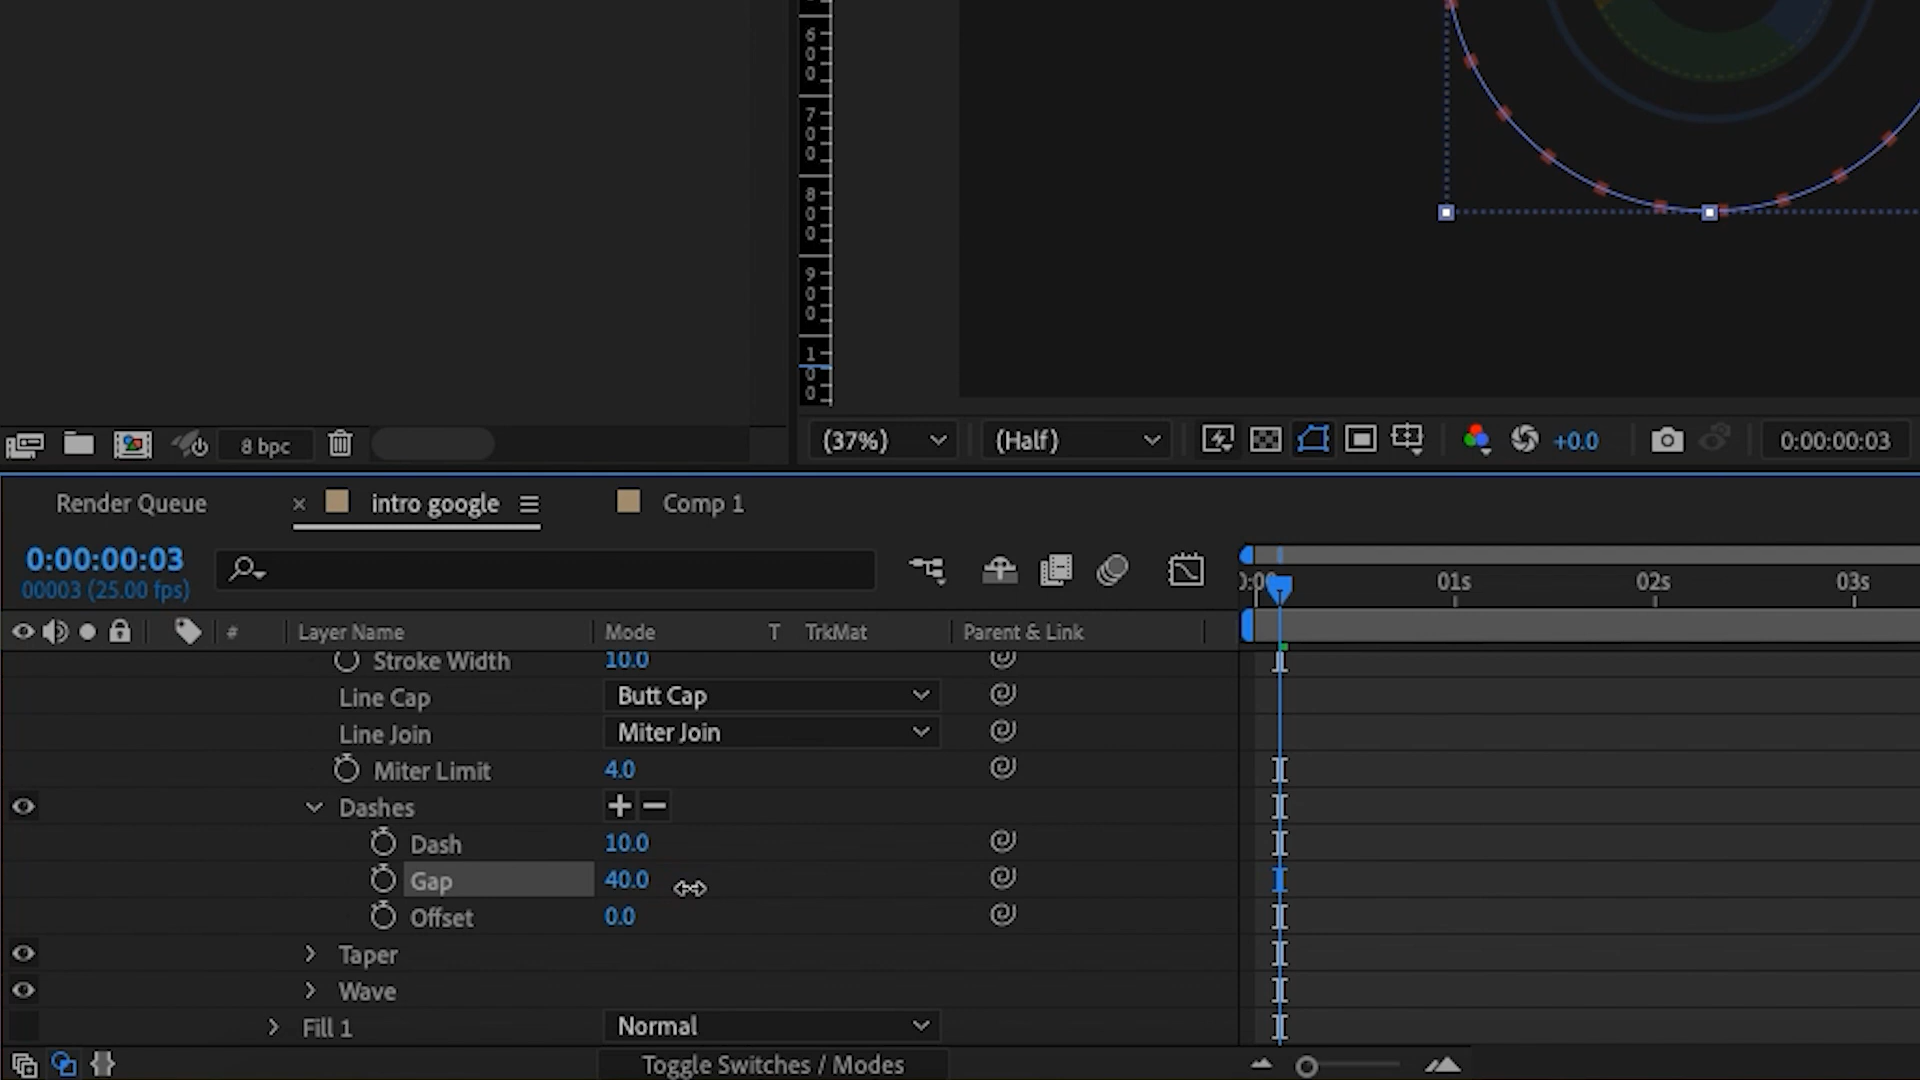 6
0
0
7
0
0
8
0
0
9
0
0
1
0
0
0
8 bpc
(37%)
(Half)
+0.0
0:00:00:03
Render Queue
× intro google
Comp 1
0:00:00:03
00003 (25.00 fps)
01s
02s
03s
# Layer Name
Mode
T TrkMat
Parent & Link
Stroke Width 10.0
Line Cap Butt Cap
Line Join Miter Join
Miter Limit 4.0
Dashes + −
Dash 10.0
Gap 40.0
Offset 0.0
Taper
Wave
Fill 1 Normal
Toggle Switches / Modes